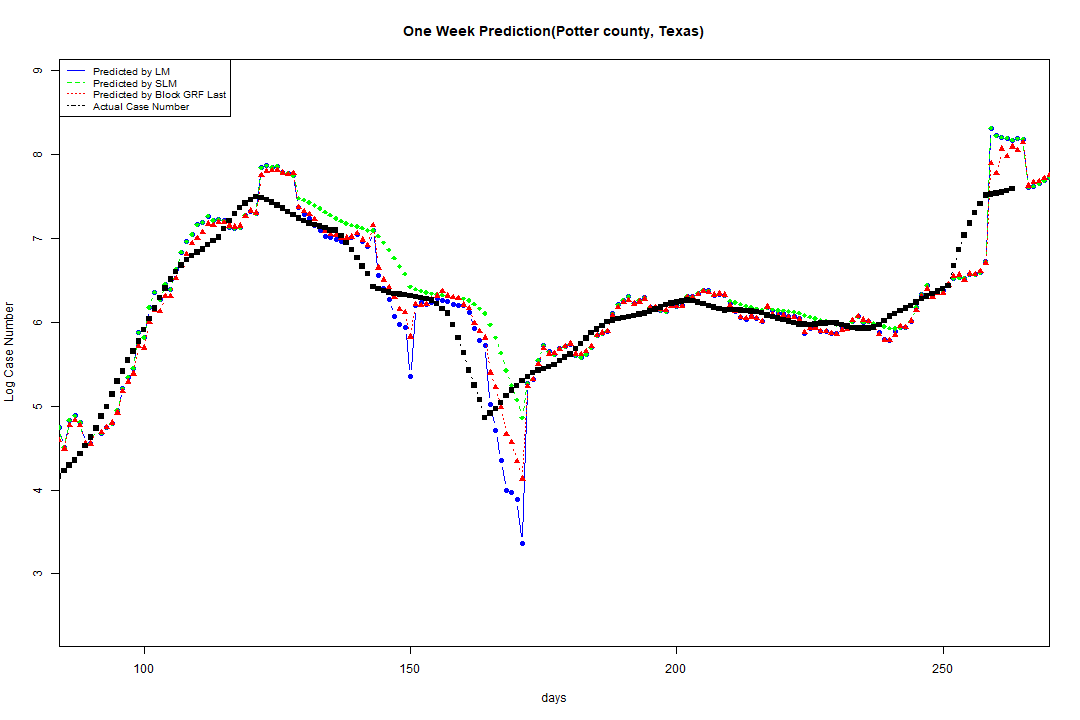 One Week Prediction(Potter county, Texas)
Predicted by LM
Predicted by SLM
Predicted by Block GRF Last
Actual Case Number
Log Case Number
9
8
7
6
5
4
3
100 150 200 250
days